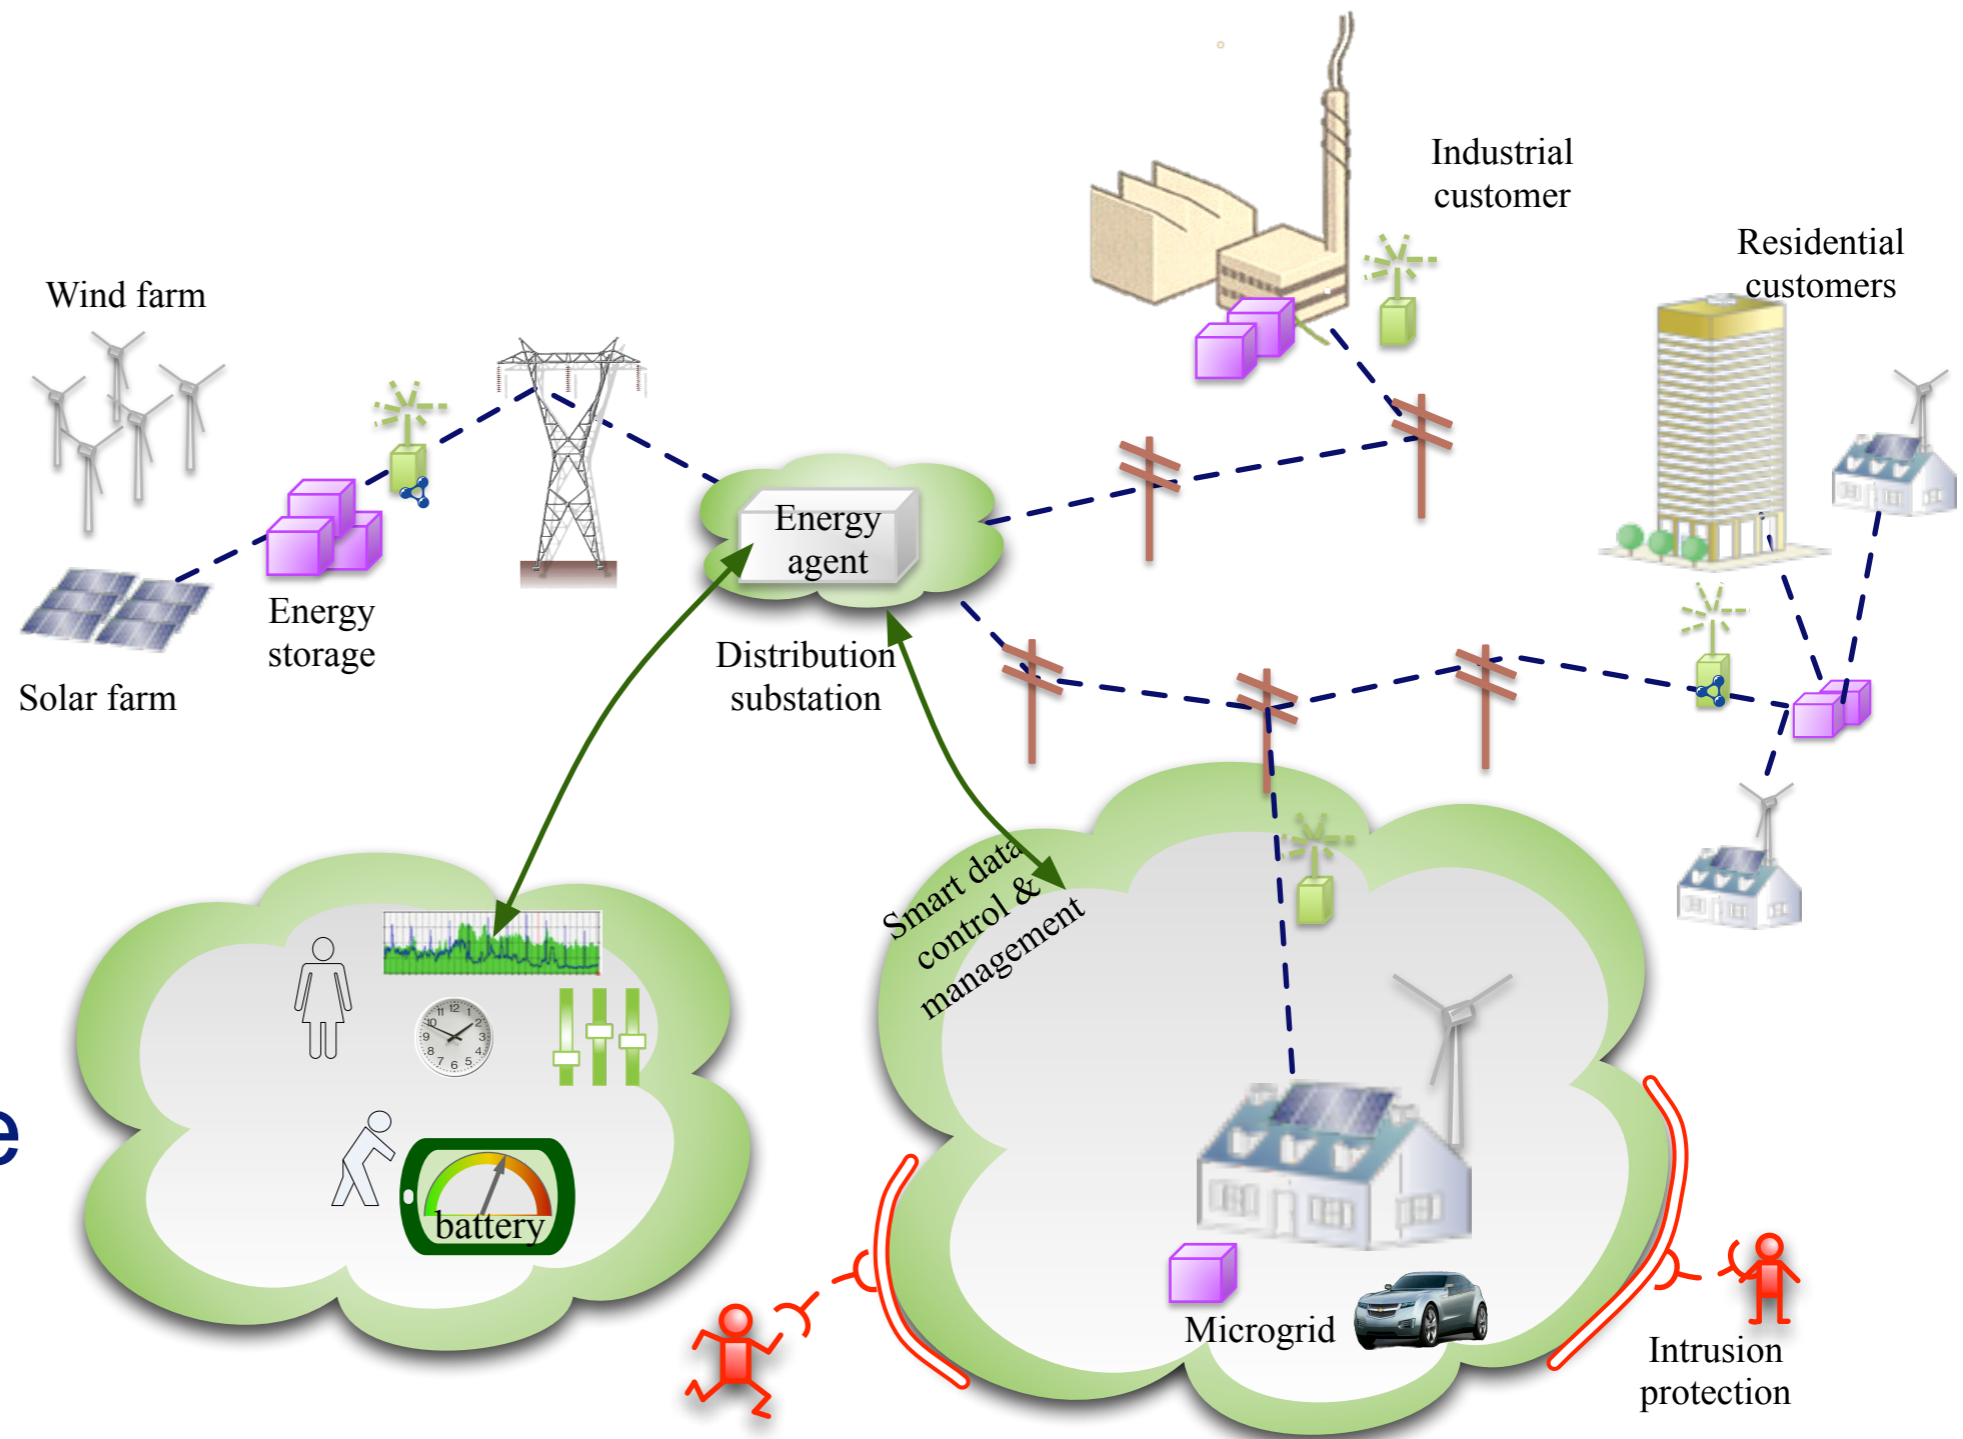 Industrial
customer
Residential
customers
Wind farm
Energy
agent
Energy
storage
Distribution
substation
Solar farm
Smart data
control &
management
e
battery
Microgrid
Intrusion
protection